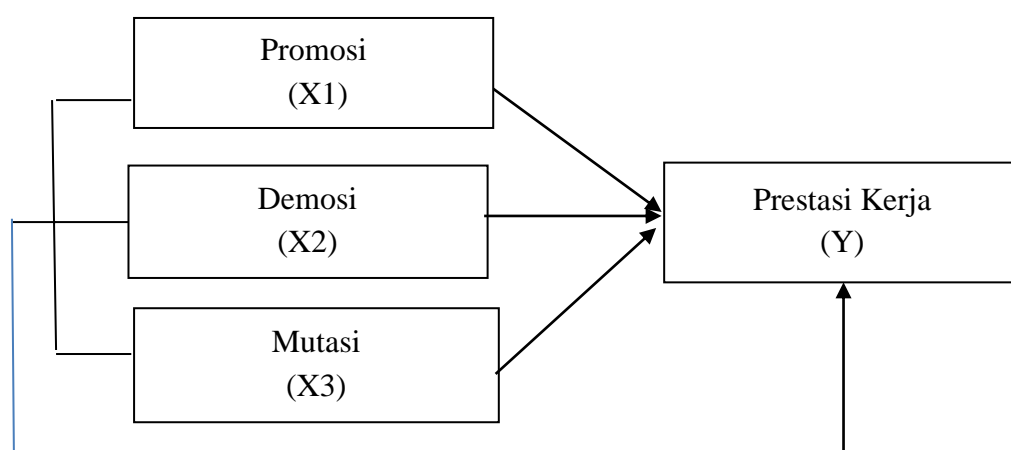 Promosi
(X1)
Demosi
(X2)
Prestasi Kerja
(Y)
Mutasi
(X3)